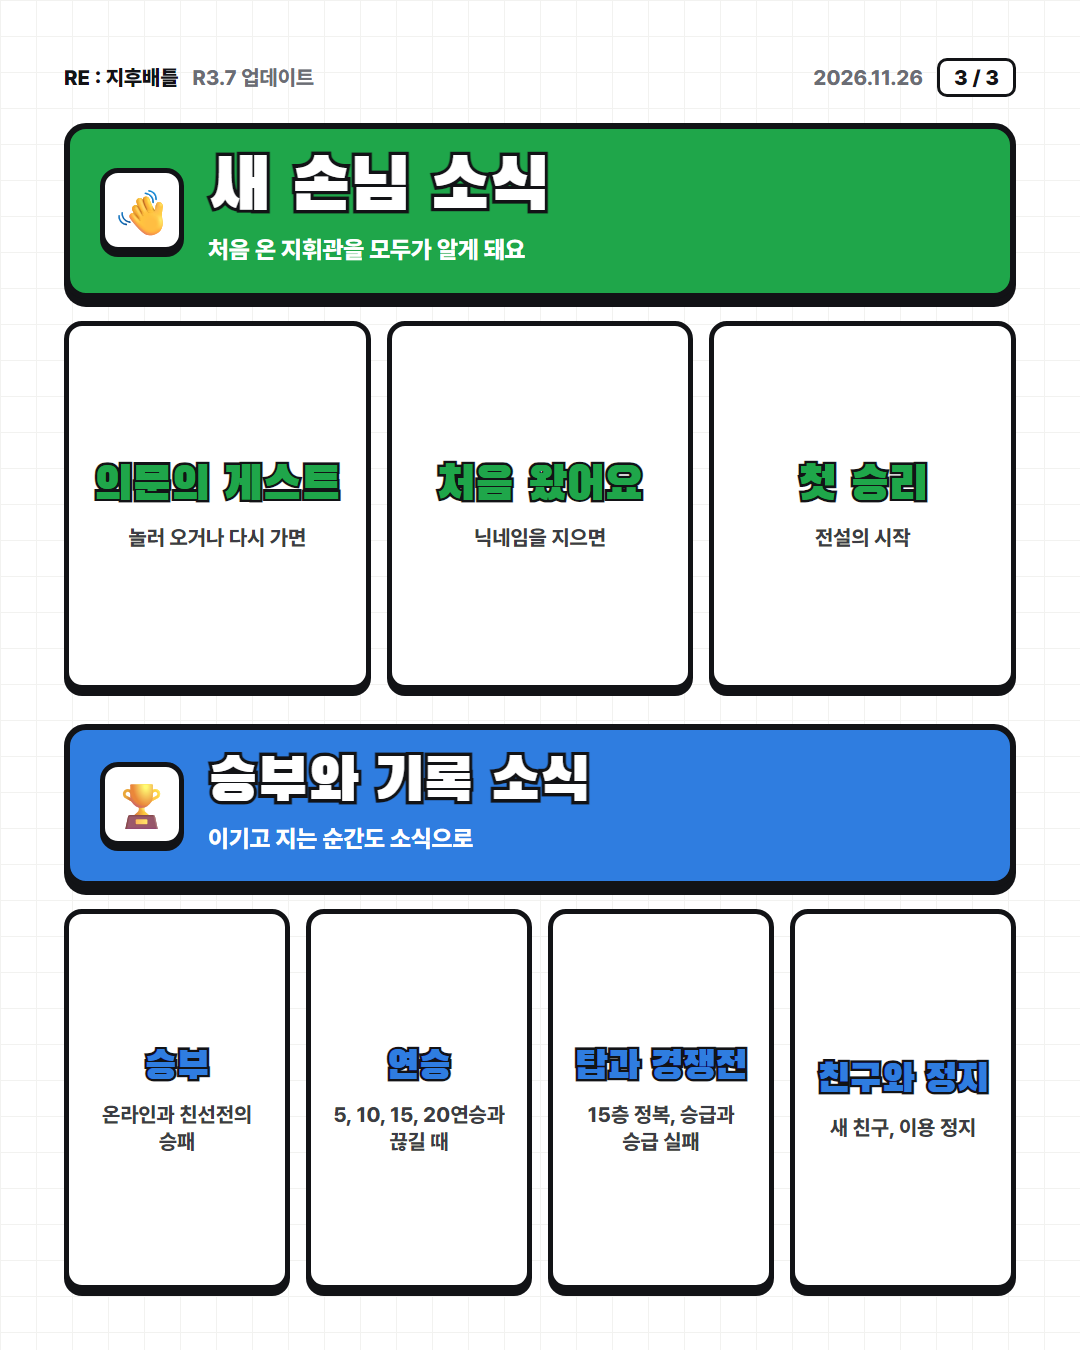 RE : 지후배틀 R3.7 업데이트 2026.11.26 3 / 3
새 손님 소식
처음 온 지휘관을 모두가 알게 돼요
의문의 게스트
놀러 오거나 다시 가면
처음 왔어요
닉네임을 지으면
첫 승리
전설의 시작
승부와 기록 소식
이기고 지는 순간도 소식으로
승부
온라인과 친선전의
승패
연승
5, 10, 15, 20연승과
끊길 때
탑과 경쟁전
15층 정복, 승급과
승급 실패
친구와 정지
새 친구, 이용 정지